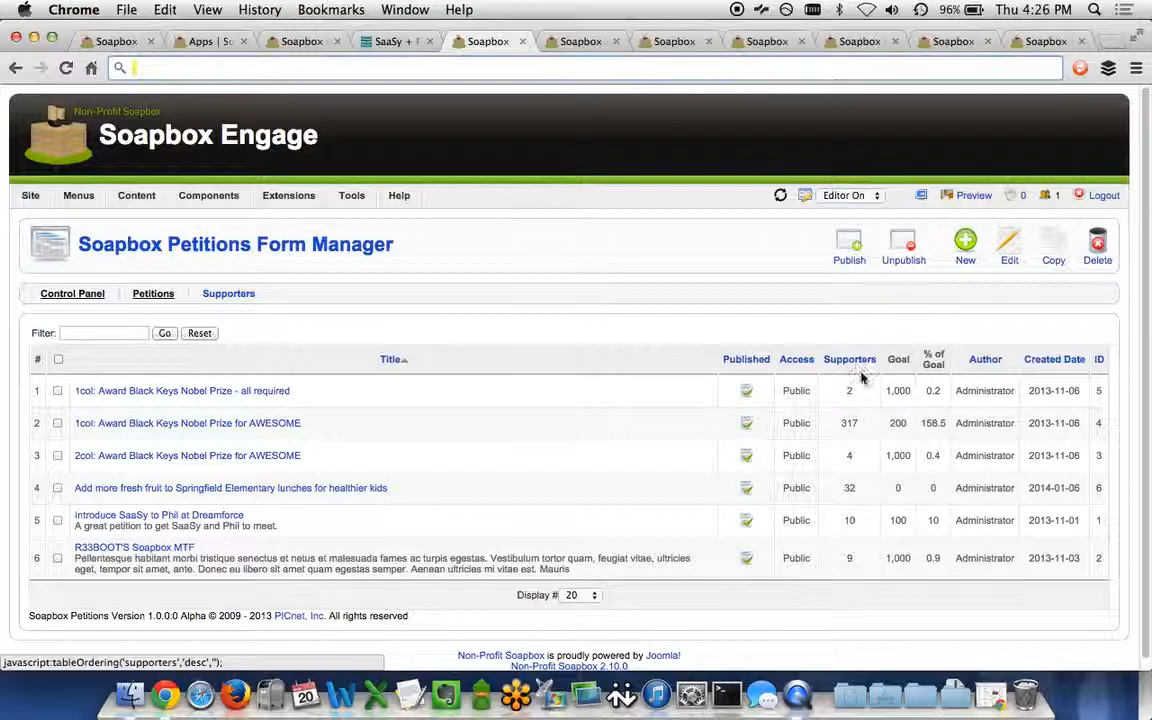 Chrome File Edit View History Bookmarks Window Help 96% Thu 4:26 PM
Soapbox Apps | So Soapbox SaaSy + F Soapbox Soapbox Soapbox Soapbox Soapbox Soapbox Soapbox
Non-Profit Soapbox
Soapbox Engage
Site Menus Content Components Extensions Tools Help Editor On Preview 0 1 Logout
Soapbox Petitions Form Manager
Publish Unpublish New Edit Copy Delete
Control Panel Petitions Supporters
Filter: Go Reset
# Title Published Access Supporters Goal % of Goal Author Created Date ID
1 1col: Award Black Keys Nobel Prize - all required Public 2 1,000 0.2 Administrator 2013-11-06 5
2 1col: Award Black Keys Nobel Prize for AWESOME Public 317 200 158.5 Administrator 2013-11-06 4
3 2col: Award Black Keys Nobel Prize for AWESOME Public 4 1,000 0.4 Administrator 2013-11-06 3
4 Add more fresh fruit to Springfield Elementary lunches for healthier kids Public 32 0 0 Administrator 2014-01-06 6
5 Introduce SaaSy to Phil at Dreamforce Public 10 100 10 Administrator 2013-11-01 1
A great petition to get SaaSy and Phil to meet.
6 R33BOOT'S Soapbox MTF Public 9 1,000 0.9 Administrator 2013-11-03 2
Pellentesque habitant morbi tristique senectus et netus et malesuada fames ac turpis egestas. Vestibulum tortor quam, feugiat vitae, ultricies
eget, tempor sit amet, ante. Donec eu libero sit amet quam egestas semper. Aenean ultricies mi vitae est. Mauris
Display # 20
Soapbox Petitions Version 1.0.0:0 Alpha © 2009 - 2013 PICnet, Inc. All rights reserved
Non-Profit Soapbox is proudly powered by Joomla!
javascript:tableOrdering('supporters','desc','');
Non-Profit Soapbox 2.10.0
20